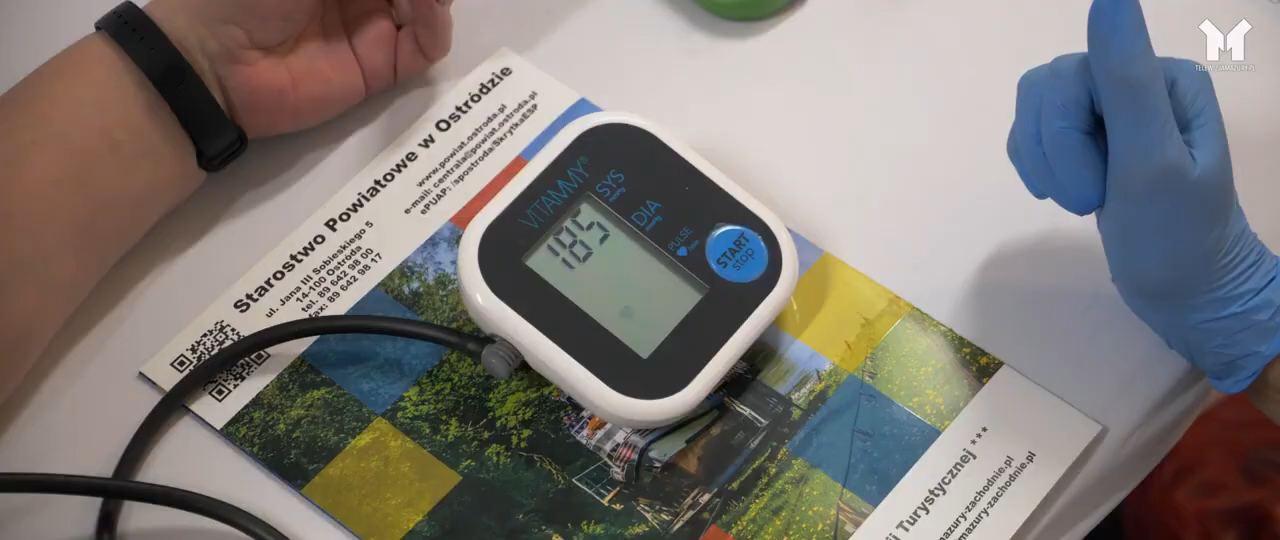 Starostwo Powiatowe w Ostródzie
ul. Jana III Sobieskiego 5
14-100 Ostróda
tel. 89 642 98 00
fax: 89 642 98 17
www.powiat.ostroda.pl
e-mail: centrala@powiat.ostroda.pl
ePUAP: /spostroda/SkrytkaESP
VITAMMY®
SYS
DIA
PULSE
185
START
stop
ji Turystycznej ***
mazury-zachodnie.pl
mazury-zachodnie.pl